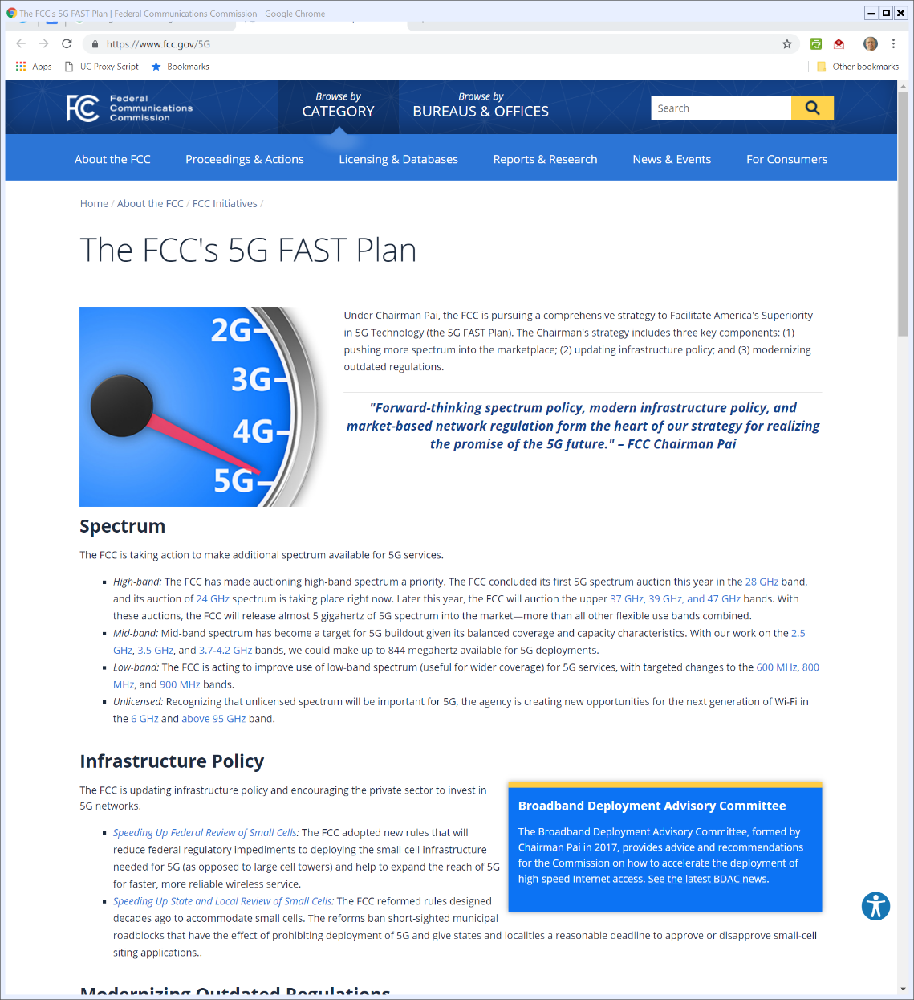 The FCC's 5G FAST Plan | Federal Communications Commission - Google Chrome
https://www.fcc.gov/5G
Apps UC Proxy Script Bookmarks Other bookmarks
Federal
Communications
Commission
Browse by
CATEGORY
Browse by
BUREAUS & OFFICES
Search
About the FCC Proceedings & Actions Licensing & Databases Reports & Research News & Events For Consumers
Home / About the FCC / FCC Initiatives /
The FCC's 5G FAST Plan
2G
3G
4G
5G
Under Chairman Pai, the FCC is pursuing a comprehensive strategy to Facilitate America's Superiority
in 5G Technology (the 5G FAST Plan). The Chairman's strategy includes three key components: (1)
pushing more spectrum into the marketplace; (2) updating infrastructure policy; and (3) modernizing
outdated regulations.
"Forward-thinking spectrum policy, modern infrastructure policy, and
market-based network regulation form the heart of our strategy for realizing
the promise of the 5G future." – FCC Chairman Pai
Spectrum
The FCC is taking action to make additional spectrum available for 5G services.
High-band: The FCC has made auctioning high-band spectrum a priority. The FCC concluded its first 5G spectrum auction this year in the 28 GHz band,
and its auction of 24 GHz spectrum is taking place right now. Later this year, the FCC will auction the upper 37 GHz, 39 GHz, and 47 GHz bands. With
these auctions, the FCC will release almost 5 gigahertz of 5G spectrum into the market—more than all other flexible use bands combined.
Mid-band: Mid-band spectrum has become a target for 5G buildout given its balanced coverage and capacity characteristics. With our work on the 2.5
GHz, 3.5 GHz, and 3.7-4.2 GHz bands, we could make up to 844 megahertz available for 5G deployments.
Low-band: The FCC is acting to improve use of low-band spectrum (useful for wider coverage) for 5G services, with targeted changes to the 600 MHz, 800
MHz, and 900 MHz bands.
Unlicensed: Recognizing that unlicensed spectrum will be important for 5G, the agency is creating new opportunities for the next generation of Wi-Fi in
the 6 GHz and above 95 GHz band.
Infrastructure Policy
The FCC is updating infrastructure policy and encouraging the private sector to invest in
5G networks.
Speeding Up Federal Review of Small Cells: The FCC adopted new rules that will
reduce federal regulatory impediments to deploying the small-cell infrastructure
needed for 5G (as opposed to large cell towers) and help to expand the reach of 5G
for faster, more reliable wireless service.
Speeding Up State and Local Review of Small Cells: The FCC reformed rules designed
decades ago to accommodate small cells. The reforms ban short-sighted municipal
roadblocks that have the effect of prohibiting deployment of 5G and give states and localities a reasonable deadline to approve or disapprove small-cell
siting applications..
Broadband Deployment Advisory Committee
The Broadband Deployment Advisory Committee, formed by
Chairman Pai in 2017, provides advice and recommendations
for the Commission on how to accelerate the deployment of
high-speed Internet access. See the latest BDAC news.
Modernizing Outdated Regulations